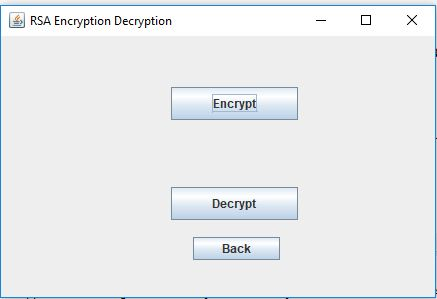 RSA Encryption Decryption
Encrypt
Decrypt
Back